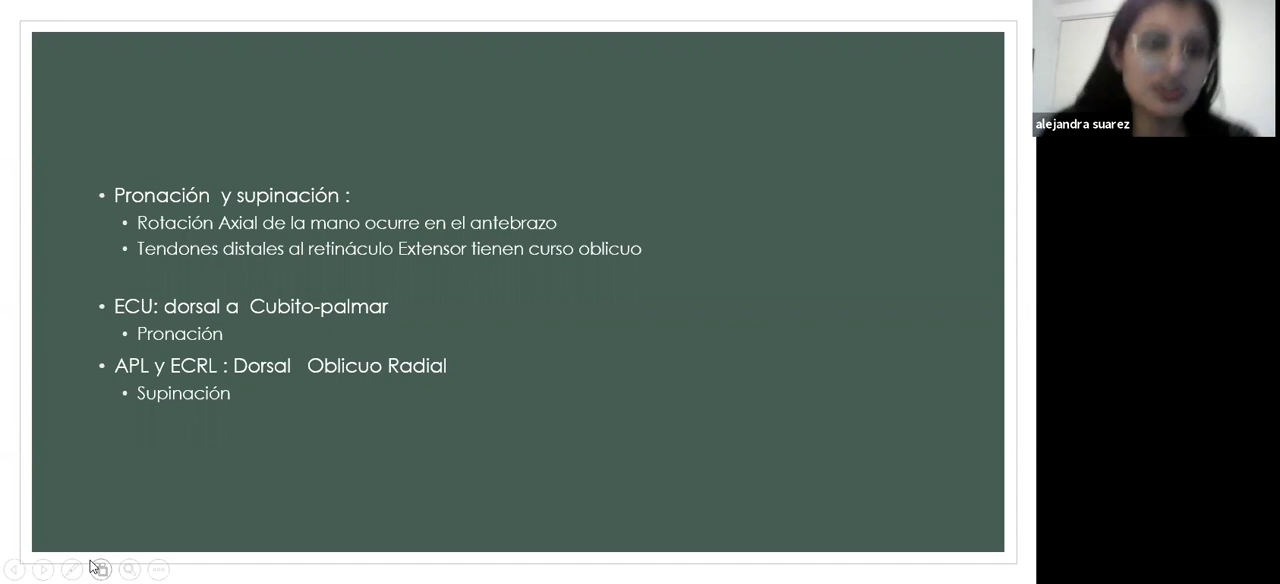 Pronación y supinación :
Rotación Axial de la mano ocurre en el antebrazo
Tendones distales al retináculo Extensor tienen curso oblicuo
ECU: dorsal a Cubito-palmar
Pronación
APL y ECRL : Dorsal Oblicuo Radial
Supinación
alejandra suarez